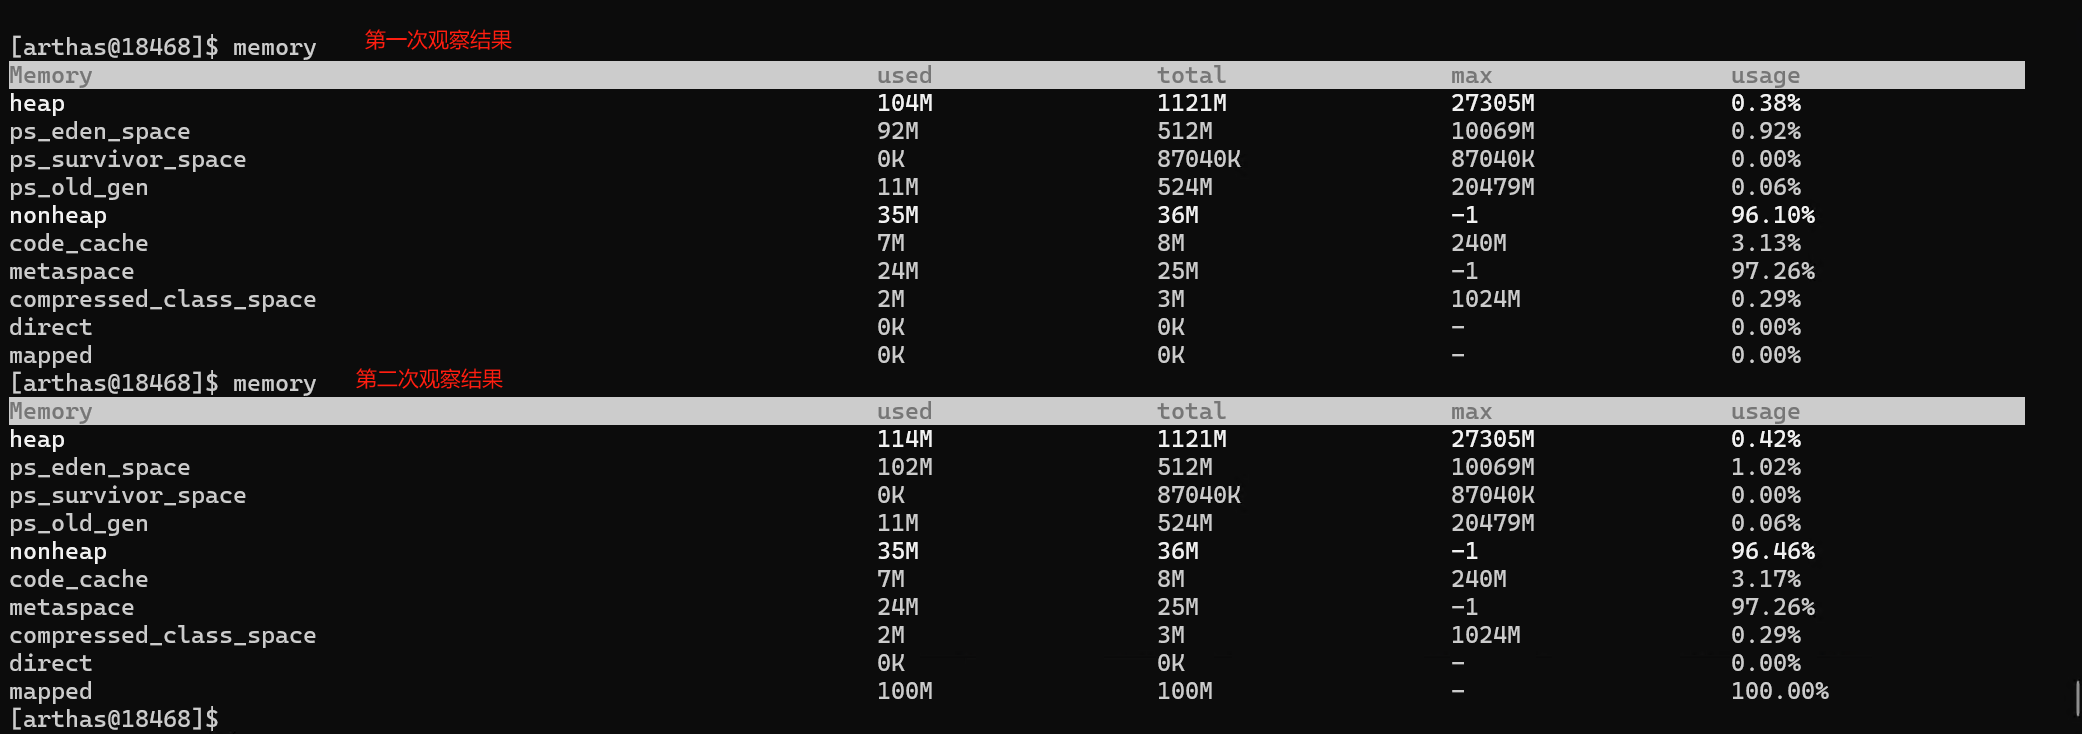 [arthas@18468]$ memory 第一次观察结果
Memory used total max usage
heap 104M 1121M 27305M 0.38%
ps_eden_space 92M 512M 10069M 0.92%
ps_survivor_space 0K 87040K 87040K 0.00%
ps_old_gen 11M 524M 20479M 0.06%
nonheap 35M 36M -1 96.10%
code_cache 7M 8M 240M 3.13%
metaspace 24M 25M -1 97.26%
compressed_class_space 2M 3M 1024M 0.29%
direct 0K 0K - 0.00%
mapped 0K 0K - 0.00%
[arthas@18468]$ memory 第二次观察结果
Memory used total max usage
heap 114M 1121M 27305M 0.42%
ps_eden_space 102M 512M 10069M 1.02%
ps_survivor_space 0K 87040K 87040K 0.00%
ps_old_gen 11M 524M 20479M 0.06%
nonheap 35M 36M -1 96.46%
code_cache 7M 8M 240M 3.17%
metaspace 24M 25M -1 97.26%
compressed_class_space 2M 3M 1024M 0.29%
direct 0K 0K - 0.00%
mapped 100M 100M - 100.00%
[arthas@18468]$